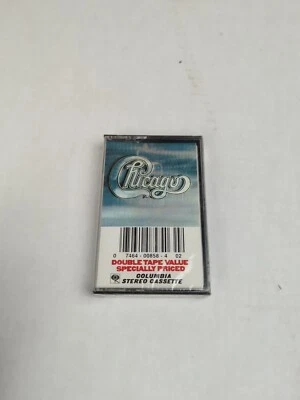 Chicago
0 7464-00858-4 02
DOUBLE TAPE VALUE
SPECIALLY PRICED
COLUMBIA
STEREO CASSETTE